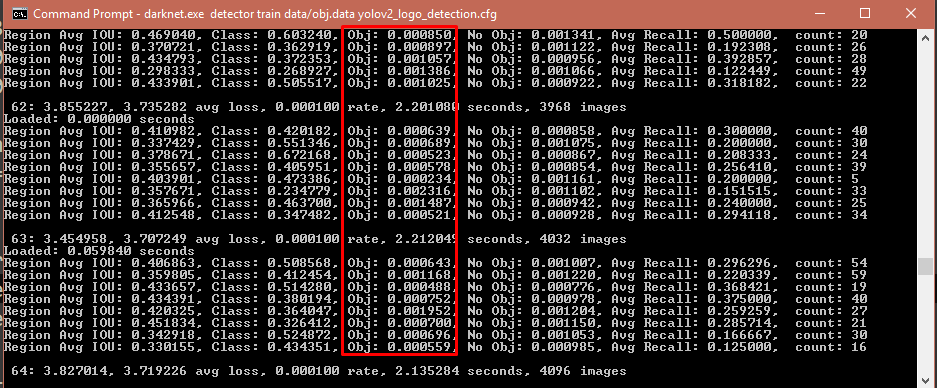 Command Prompt - darknet.exe detector train data/obj.data yolov2_logo_detection.cfg
Region Avg IOU: 0.469040, Class: 0.603240, Obj: 0.000850, No Obj: 0.001341, Avg Recall: 0.500000, count: 20
Region Avg IOU: 0.370721, Class: 0.362919, Obj: 0.000897, No Obj: 0.001122, Avg Recall: 0.192308, count: 26
Region Avg IOU: 0.434793, Class: 0.372353, Obj: 0.001057, No Obj: 0.000956, Avg Recall: 0.392857, count: 28
Region Avg IOU: 0.298333, Class: 0.268927, Obj: 0.001386, No Obj: 0.001066, Avg Recall: 0.122449, count: 49
Region Avg IOU: 0.433901, Class: 0.505517, Obj: 0.001025, No Obj: 0.000922, Avg Recall: 0.318182, count: 22
62: 3.855227, 3.735282 avg loss, 0.000100 rate, 2.201080 seconds, 3968 images
Loaded: 0.000000 seconds
Region Avg IOU: 0.410982, Class: 0.420182, Obj: 0.000639, No Obj: 0.000858, Avg Recall: 0.300000, count: 40
Region Avg IOU: 0.337429, Class: 0.551346, Obj: 0.000689, No Obj: 0.001075, Avg Recall: 0.200000, count: 30
Region Avg IOU: 0.378671, Class: 0.672168, Obj: 0.000523, No Obj: 0.000867, Avg Recall: 0.208333, count: 24
Region Avg IOU: 0.355657, Class: 0.405951, Obj: 0.000578, No Obj: 0.000854, Avg Recall: 0.256410, count: 39
Region Avg IOU: 0.403901, Class: 0.473386, Obj: 0.000234, No Obj: 0.001161, Avg Recall: 0.200000, count: 5
Region Avg IOU: 0.357671, Class: 0.234779, Obj: 0.002316, No Obj: 0.001102, Avg Recall: 0.151515, count: 33
Region Avg IOU: 0.365966, Class: 0.463700, Obj: 0.001487, No Obj: 0.000942, Avg Recall: 0.240000, count: 25
Region Avg IOU: 0.412548, Class: 0.347482, Obj: 0.000521, No Obj: 0.000928, Avg Recall: 0.294118, count: 34
63: 3.454958, 3.707249 avg loss, 0.000100 rate, 2.212049 seconds, 4032 images
Loaded: 0.059840 seconds
Region Avg IOU: 0.406863, Class: 0.508568, Obj: 0.000643, No Obj: 0.001007, Avg Recall: 0.296296, count: 54
Region Avg IOU: 0.359805, Class: 0.412454, Obj: 0.001168, No Obj: 0.001220, Avg Recall: 0.220339, count: 59
Region Avg IOU: 0.433657, Class: 0.514280, Obj: 0.000488, No Obj: 0.000776, Avg Recall: 0.368421, count: 19
Region Avg IOU: 0.434391, Class: 0.380194, Obj: 0.000752, No Obj: 0.000978, Avg Recall: 0.375000, count: 40
Region Avg IOU: 0.420325, Class: 0.364047, Obj: 0.001952, No Obj: 0.001204, Avg Recall: 0.259259, count: 27
Region Avg IOU: 0.451834, Class: 0.326412, Obj: 0.000700, No Obj: 0.001150, Avg Recall: 0.285714, count: 21
Region Avg IOU: 0.342918, Class: 0.524872, Obj: 0.000696, No Obj: 0.001053, Avg Recall: 0.166667, count: 30
Region Avg IOU: 0.330155, Class: 0.434351, Obj: 0.000559, No Obj: 0.000985, Avg Recall: 0.125000, count: 16
64: 3.827014, 3.719226 avg loss, 0.000100 rate, 2.135284 seconds, 4096 images